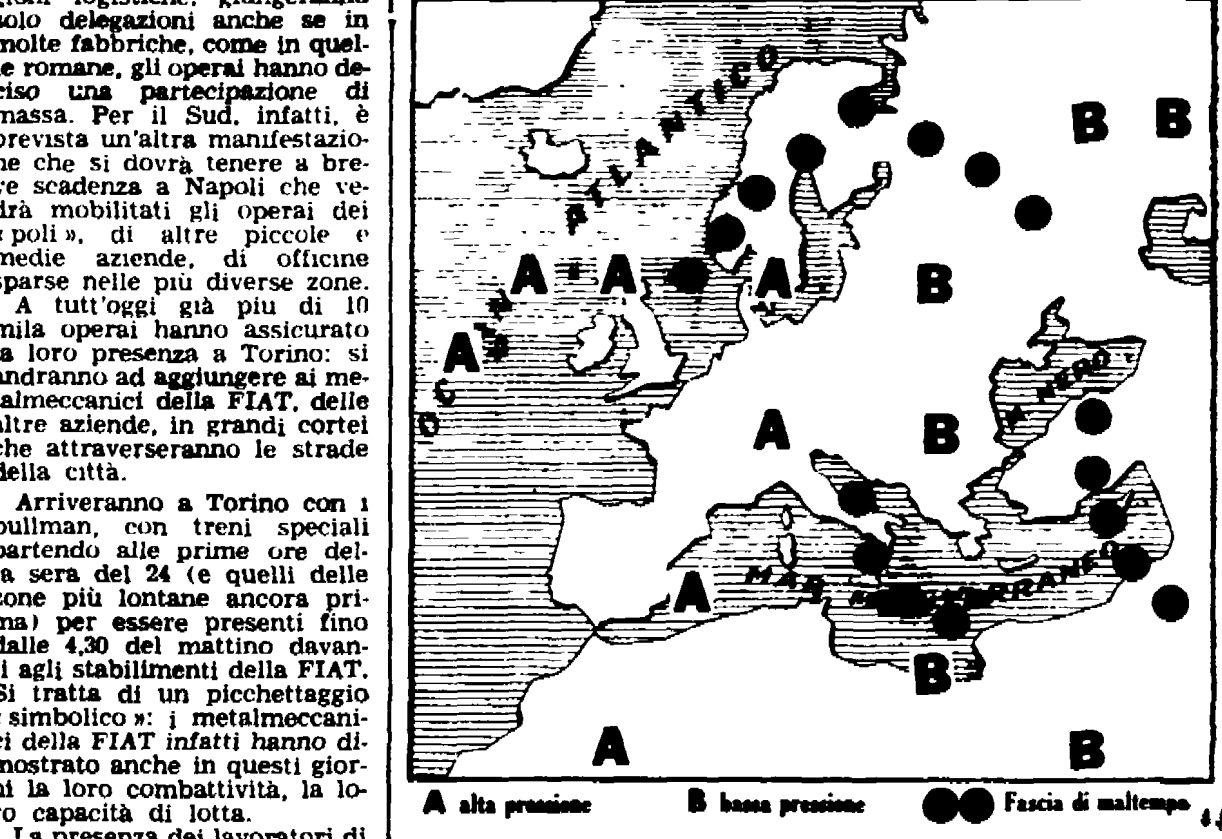 solo delegazioni anche se in
molte fabbriche, come in quel-
le romane, gli operai hanno de-
ciso una partecipazione di
massa. Per il Sud, infatti, è
prevista un'altra manifestazio-
ne che si dovrà tenere a bre-
ve scadenza a Napoli che ve-
drà mobilitati gli operai dei
« poli », di altre piccole e
medie aziende, di officine
sparse nelle più diverse zone.
A tutt'oggi già piu di 10
mila operai hanno assicurato
la loro presenza a Torino: si
andranno ad aggiungere ai me-
talmeccanici della FIAT, delle
altre aziende, in grandi cortei
che attraverseranno le strade
della città.
Arriveranno a Torino con i
pullman, con treni speciali
partendo alle prime ore del-
la sera del 24 (e quelli delle
zone più lontane ancora pri-
ma) per essere presenti fino
dalle 4,30 del mattino davan-
ti agli stabilimenti della FIAT.
Si tratta di un picchettaggio
« simbolico »: i metalmeccani-
ci della FIAT infatti hanno di-
mostrato anche in questi gior-
ni la loro combattività, la lo-
ro capacità di lotta.
La presenza dei lavoratori di
ATLANTICO
B B
A A A B
A
M NERO
A B
A
B
A B
A alta pressione B bassa pressione Fascia di maltempo